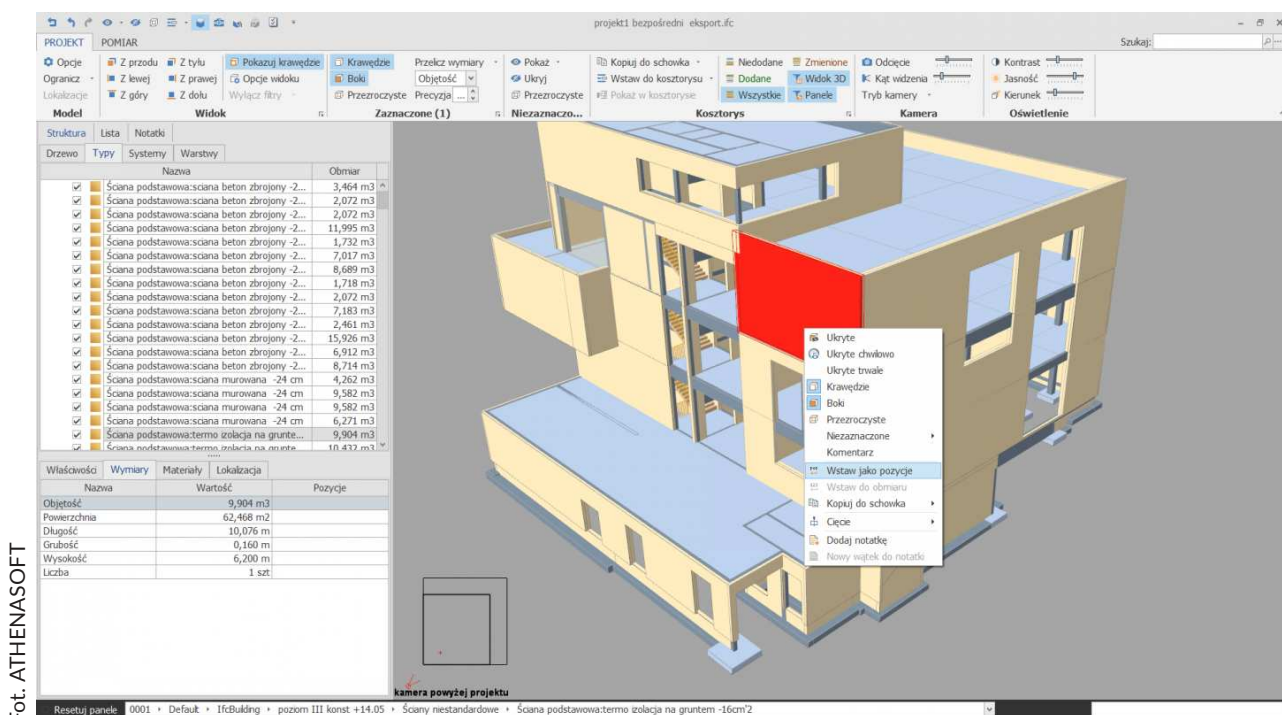 projekt1 bezpośredni eksport.ifc
PROJEKT POMIAR Szukaj:
Opcje Z przodu Z tyłu Pokazuj krawędzie Krawędzie Przelicz wymiary Pokaż Kopiuj do schowka Niedodane Zmienione Odcięcie Kontrast
Ogranicz Z lewej Z prawej Opcje widoku Boki Objętość Ukryj Wstaw do kosztorysu Dodane Widok 3D Kąt widzenia Jasność
Lokalizacje Z góry Z dołu Wyłącz filtry Przezroczyste Precyzja ... Przezroczyste Pokaż w kosztorysie Wszystkie Panele Tryb kamery Kierunek
Model Widok Zaznaczone (1) Niezaznaczo... Kosztorys Kamera Oświetlenie
Struktura Lista Notatki
Drzewo Typy Systemy Warstwy
Nazwa Obmiar
Ściana podstawowa:sciana beton zbrojony -2... 3,464 m3
Ściana podstawowa:sciana beton zbrojony -2... 2,072 m3
Ściana podstawowa:sciana beton zbrojony -2... 2,072 m3
Ściana podstawowa:sciana beton zbrojony -2... 11,995 m3
Ściana podstawowa:sciana beton zbrojony -2... 1,732 m3
Ściana podstawowa:sciana beton zbrojony -2... 7,017 m3
Ściana podstawowa:sciana beton zbrojony -2... 8,689 m3
Ściana podstawowa:sciana beton zbrojony -2... 1,718 m3
Ściana podstawowa:sciana beton zbrojony -2... 2,072 m3
Ściana podstawowa:sciana beton zbrojony -2... 7,183 m3
Ściana podstawowa:sciana beton zbrojony -2... 2,461 m3
Ściana podstawowa:sciana beton zbrojony -2... 15,926 m3
Ściana podstawowa:sciana beton zbrojony -2... 6,912 m3
Ściana podstawowa:sciana beton zbrojony -2... 8,714 m3
Ściana podstawowa:sciana murowana -24 cm 4,262 m3
Ściana podstawowa:sciana murowana -24 cm 9,582 m3
Ściana podstawowa:sciana murowana -24 cm 9,582 m3
Ściana podstawowa:sciana murowana -24 cm 6,271 m3
Ściana podstawowa:termo izolacja na grunte... 9,904 m3
Ściana podstawowa:termo izolacja na grunte... 10,432 m3
Właściwości Wymiary Materiały Lokalizacja
Nazwa Wartość Pozycje
Objętość 9,904 m3
Powierzchnia 62,468 m2
Długość 10,076 m
Grubość 0,160 m
Wysokość 6,200 m
Liczba 1 szt
Ukryte
Ukryte chwilowo
Ukryte trwale
Krawędzie
Boki
Przezroczyste
Niezaznaczone
Komentarz
Wstaw jako pozycje
Wstaw do obmiaru
Kopiuj do schowka
Cięcie
Dodaj notatkę
Nowy wątek do notatki
kamera powyżej projektu
Resetuj panele 0001 Default IfcBuilding poziom III konst +14.05 Ściany niestandardowe Ściana podstawowa:termo izolacja na gruntem -16cm'2
Fot. ATHENASOFT